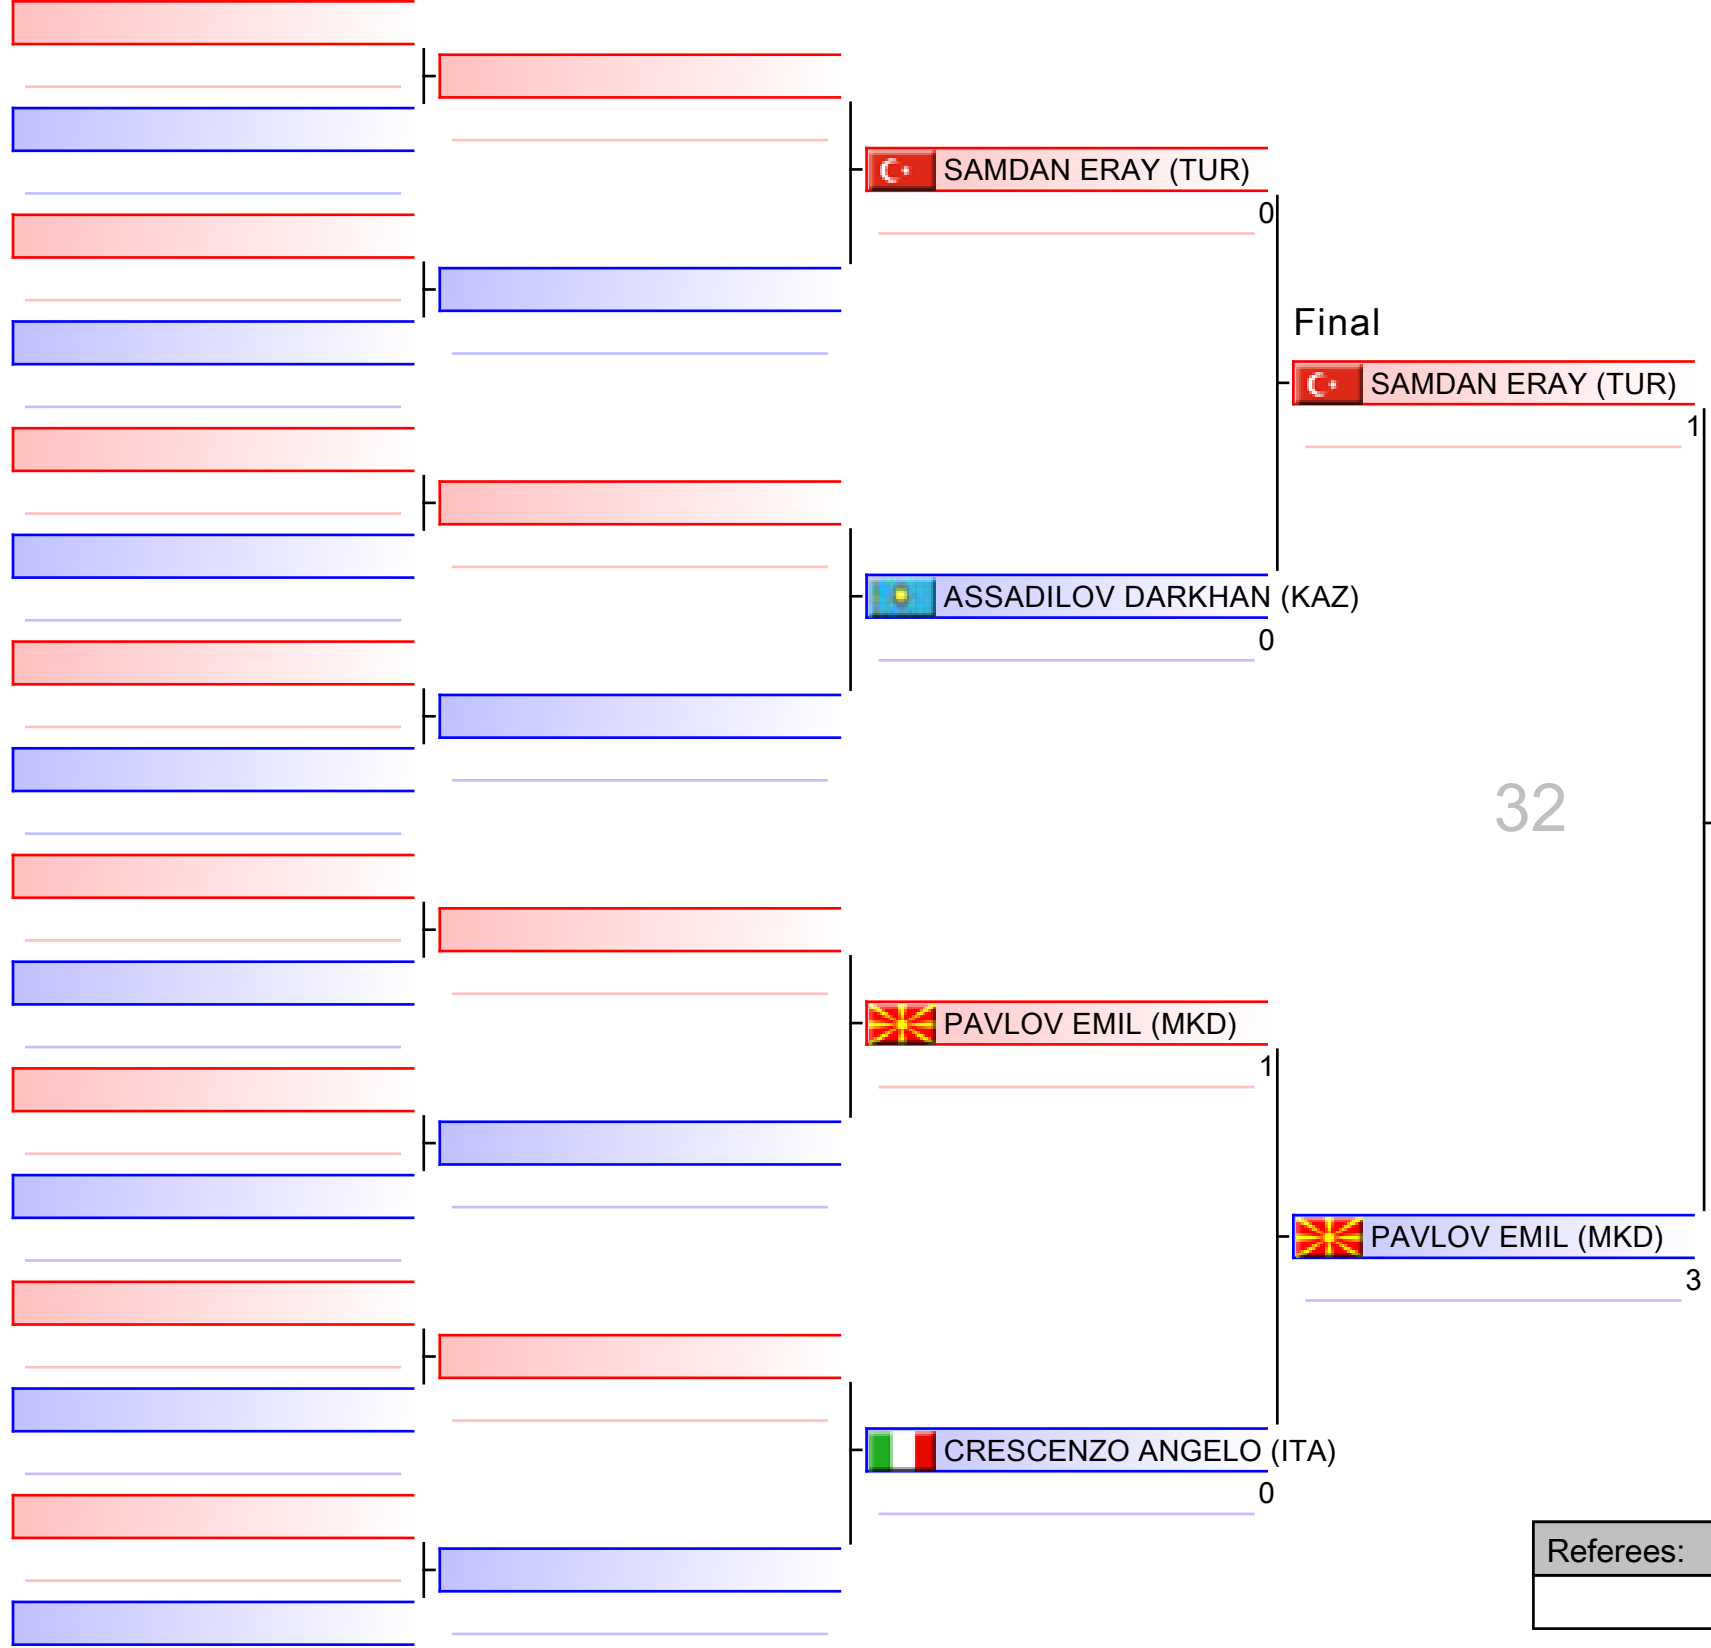 SAMDAN ERAY (TUR)
0
Final
SAMDAN ERAY (TUR)
1
ASSADILOV DARKHAN (KAZ)
0
32
PAVLOV EMIL (MKD)
1
PAVLOV EMIL (MKD)
3
CRESCENZO ANGELO (ITA)
0
Referees: